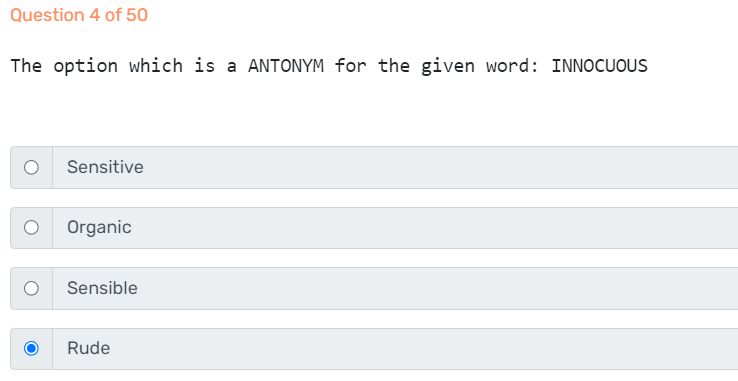 Question 4 of 50
The option which is a ANTONYM for the given word: INNOCUOUS
Sensitive
Organic
Sensible
Rude